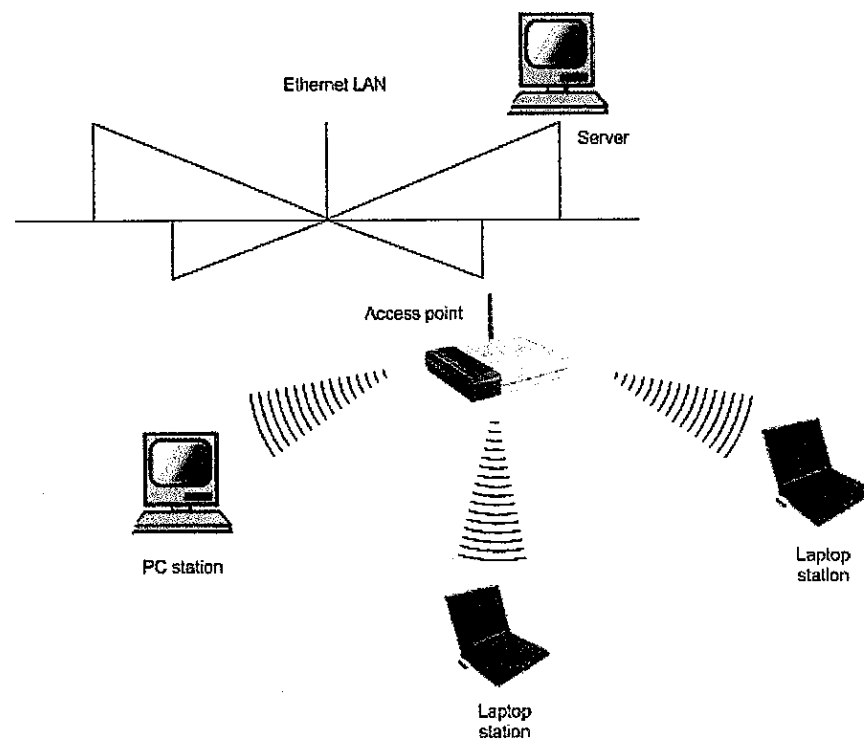 Ethernet LAN
Server
Access point
PC station
Laptop
station
Laptop
station